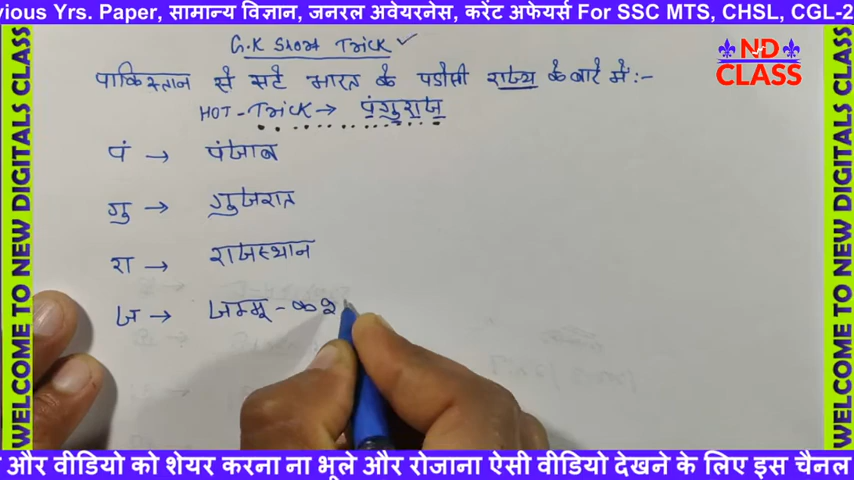 vious Yrs. Paper, सामान्य विज्ञान, जनरल अवेयरनेस, करेंट अफेयर्स For SSC MTS, CHSL, CGL-2
G.K Short Trick ✓
पाकिस्तान से सटे भारत के पडोसी राज्य के बारे में:-
HOT-Trick → पंगुराज
पं → पंजाब
गु → गुजरात
रा → राजस्थान
ज → जम्मू-कश
ND
CLASS
WELCOME TO NEW DIGITALS CLASS
WELCOME TO NEW DIGITALS CLASS
और वीडियो को शेयर करना ना भूले और रोजाना ऐसी वीडियो देखने के लिए इस चैनल